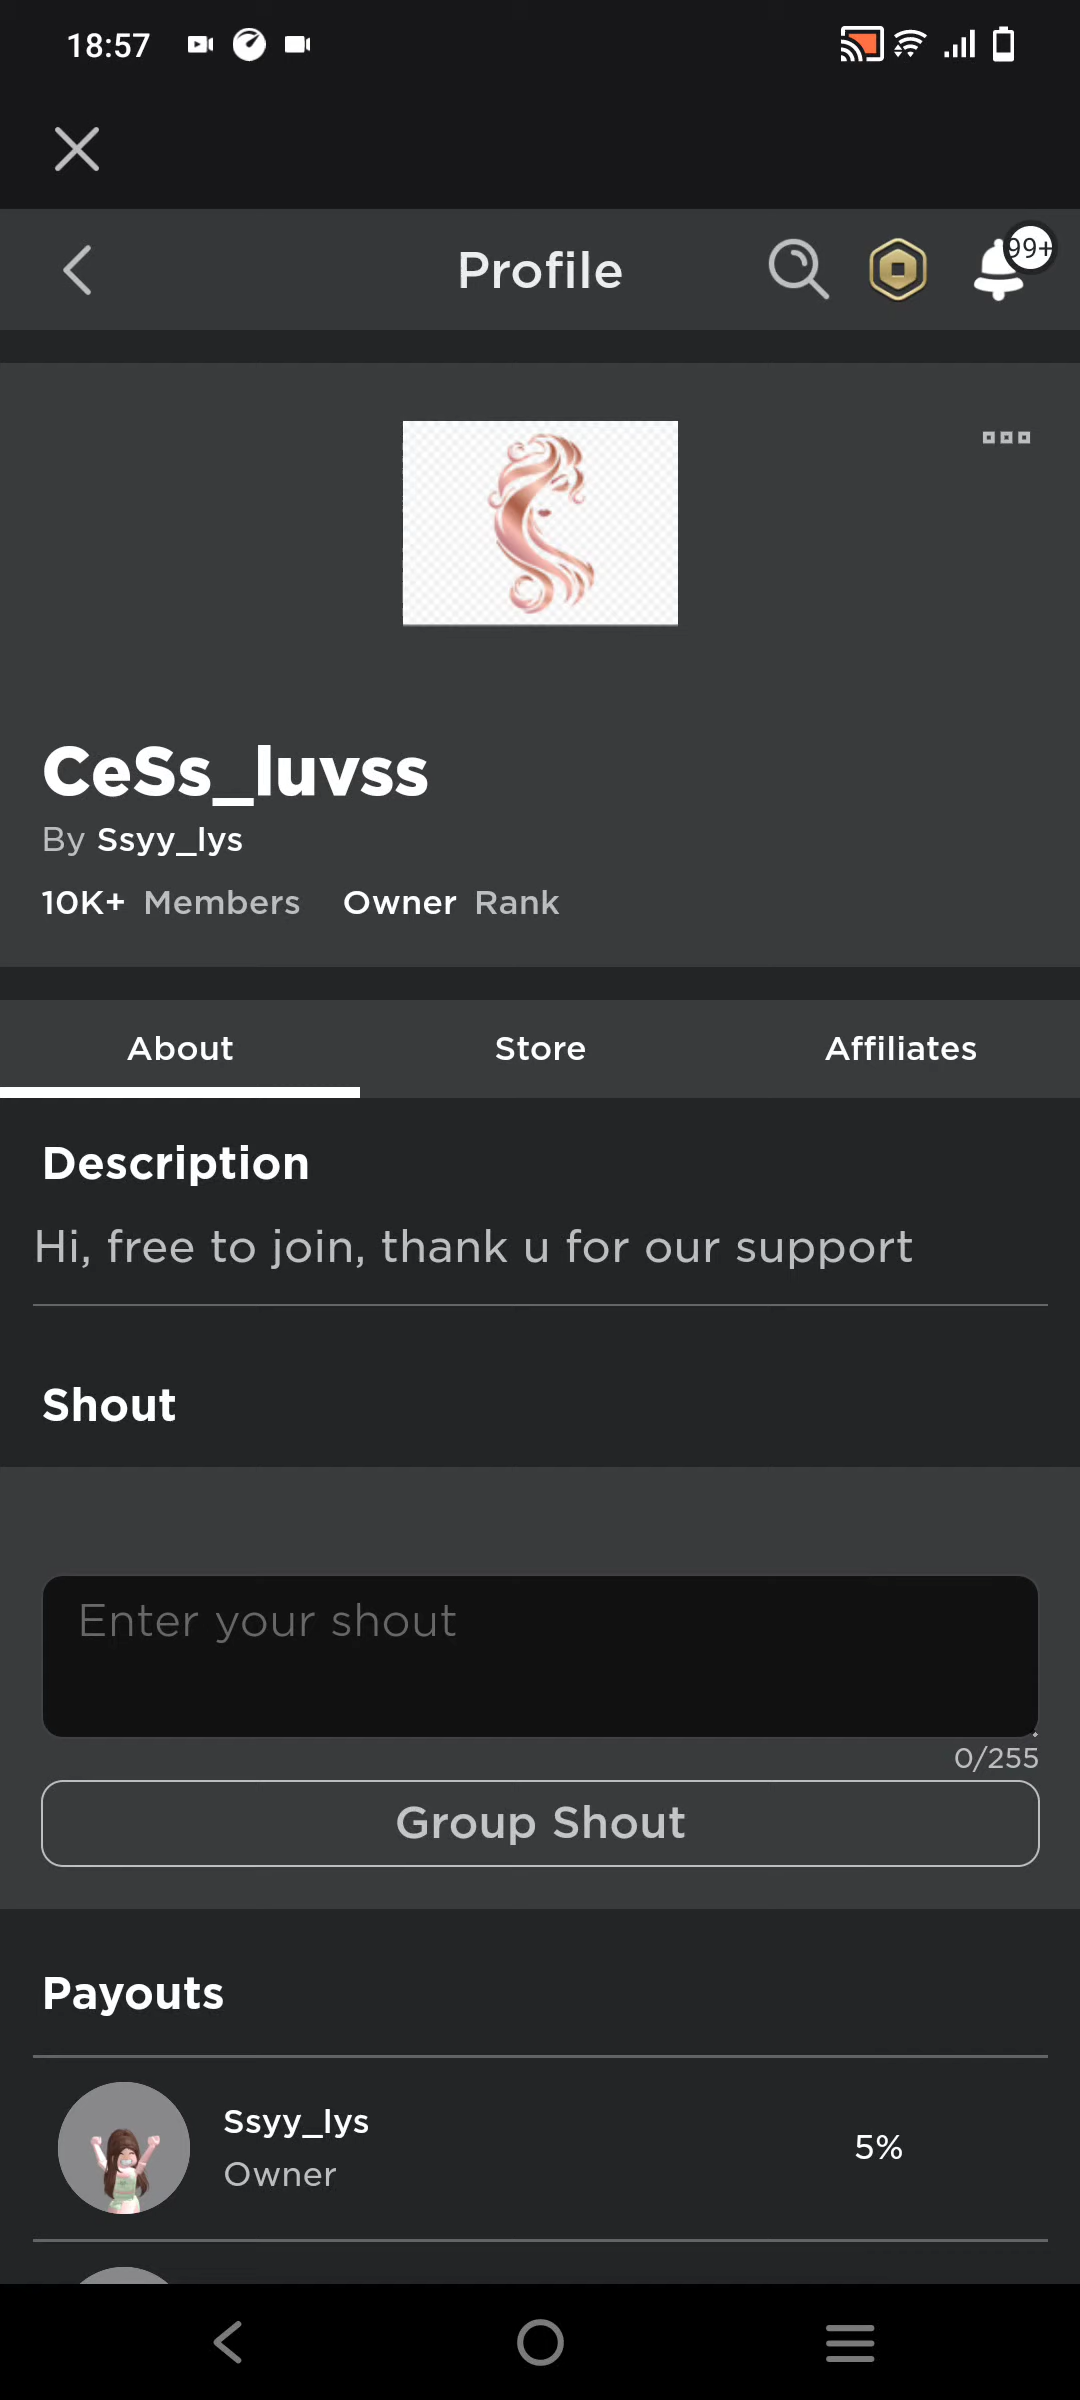 18:57
99+
Profile
CeSs_luvss
By Ssyy_lys
10K+ Members Owner Rank
About Store Affiliates
Description
Hi, free to join, thank u for our support
Shout
Enter your shout
0/255
Group Shout
Payouts
Ssyy_lys
Owner
5%